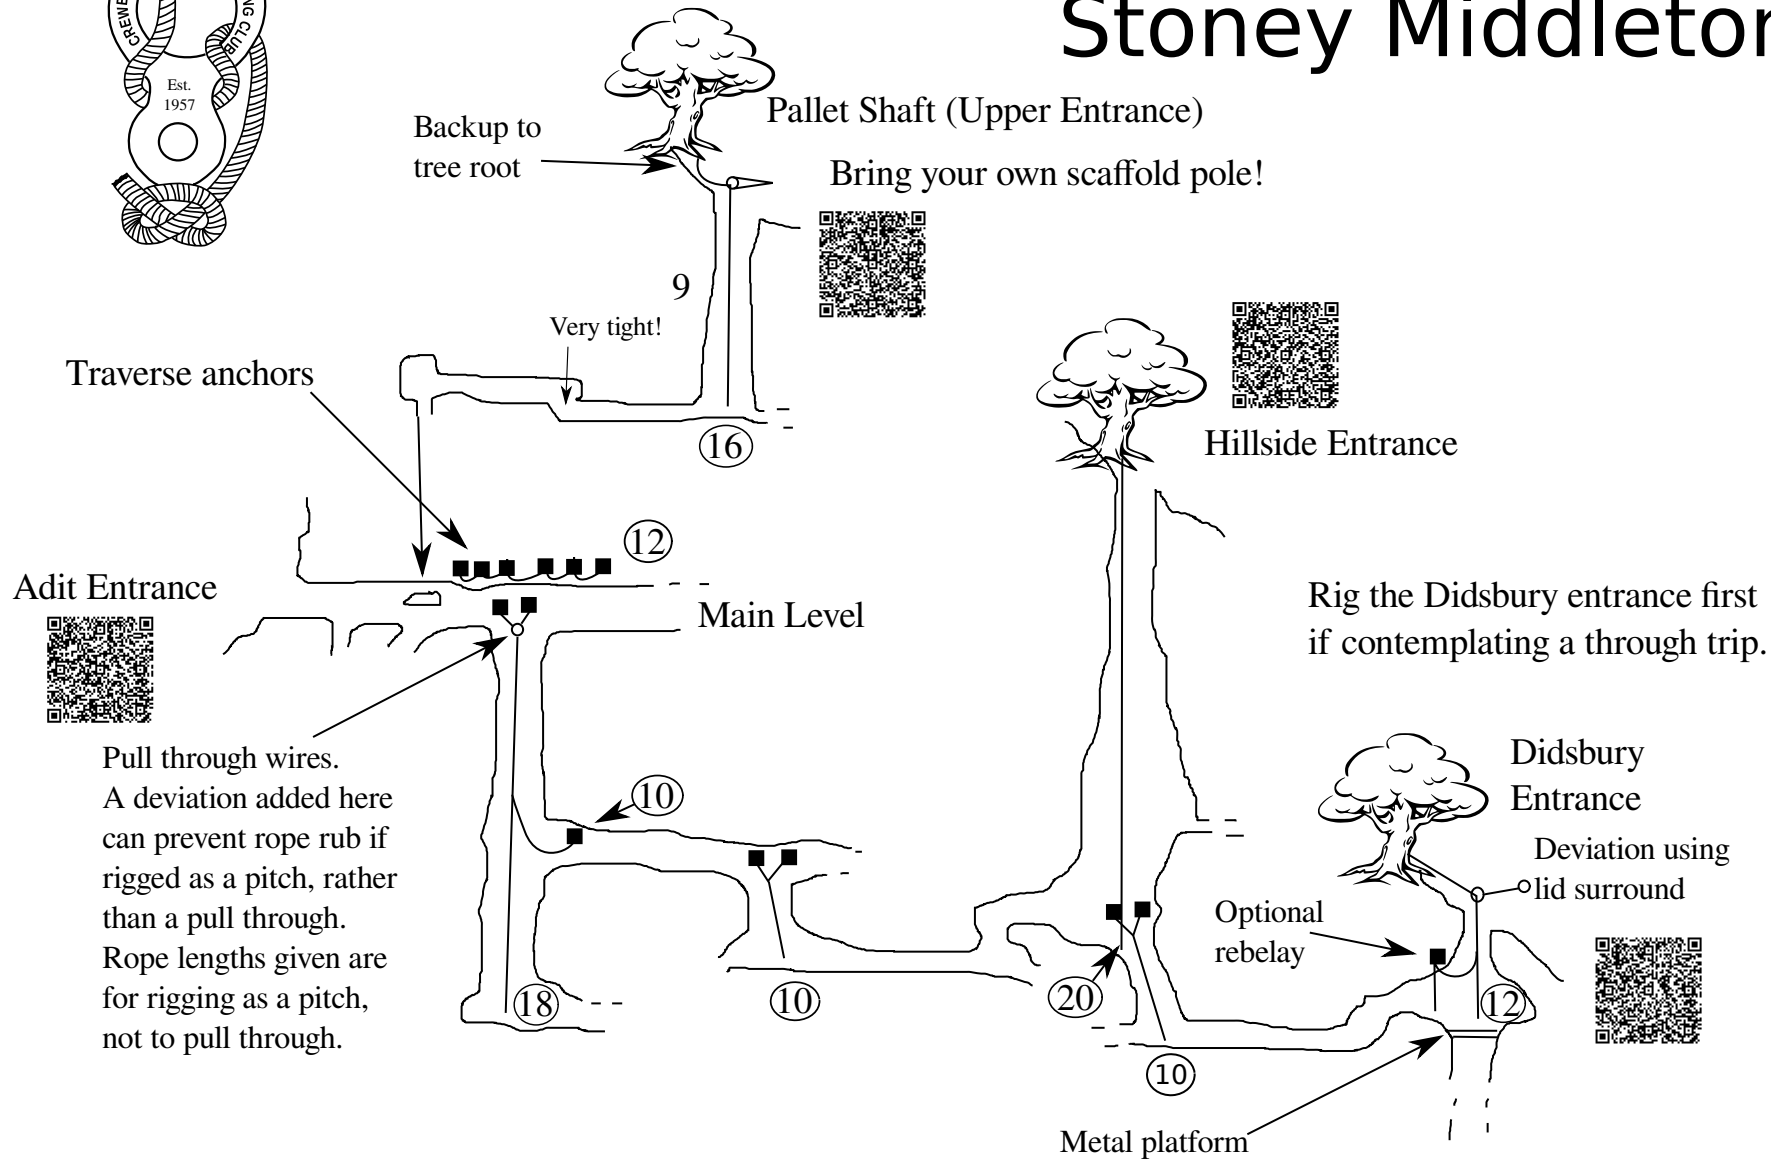 Stoney Middleton
CREWE
NG CLUB
Est.
1957
Pallet Shaft (Upper Entrance)
Backup to
tree root
Bring your own scaffold pole!
9
Very tight!
Traverse anchors
16
Hillside Entrance
12
Adit Entrance
Main Level
Rig the Didsbury entrance first
if contemplating a through trip.
Pull through wires.
A deviation added here
can prevent rope rub if
rigged as a pitch, rather
than a pull through.
Rope lengths given are
for rigging as a pitch,
not to pull through.
10
18
10
20
10
Didsbury
Entrance
Deviation using
lid surround
Optional
rebelay
12
Metal platform